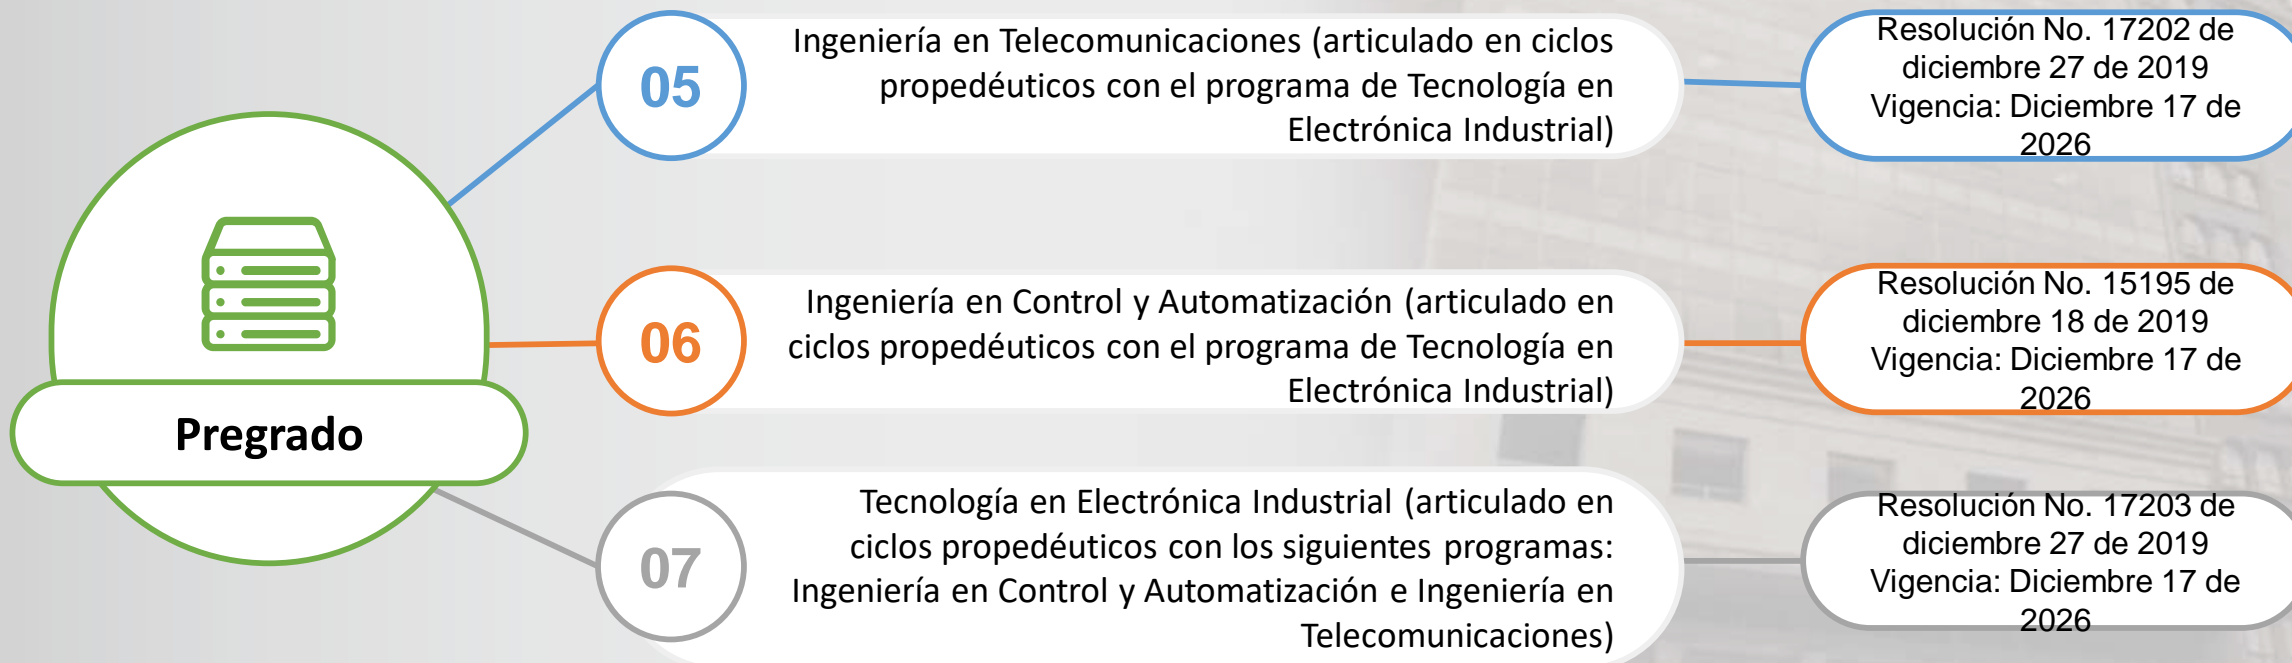 Pregrado
05
Ingeniería en Telecomunicaciones (articulado en ciclos
propedéuticos con el programa de Tecnología en
Electrónica Industrial)
Resolución No. 17202 de
diciembre 27 de 2019
Vigencia: Diciembre 17 de
2026
06
Ingeniería en Control y Automatización (articulado en
ciclos propedéuticos con el programa de Tecnología en
Electrónica Industrial)
Resolución No. 15195 de
diciembre 18 de 2019
Vigencia: Diciembre 17 de
2026
07
Tecnología en Electrónica Industrial (articulado en
ciclos propedéuticos con los siguientes programas:
Ingeniería en Control y Automatización e Ingeniería en
Telecomunicaciones)
Resolución No. 17203 de
diciembre 27 de 2019
Vigencia: Diciembre 17 de
2026